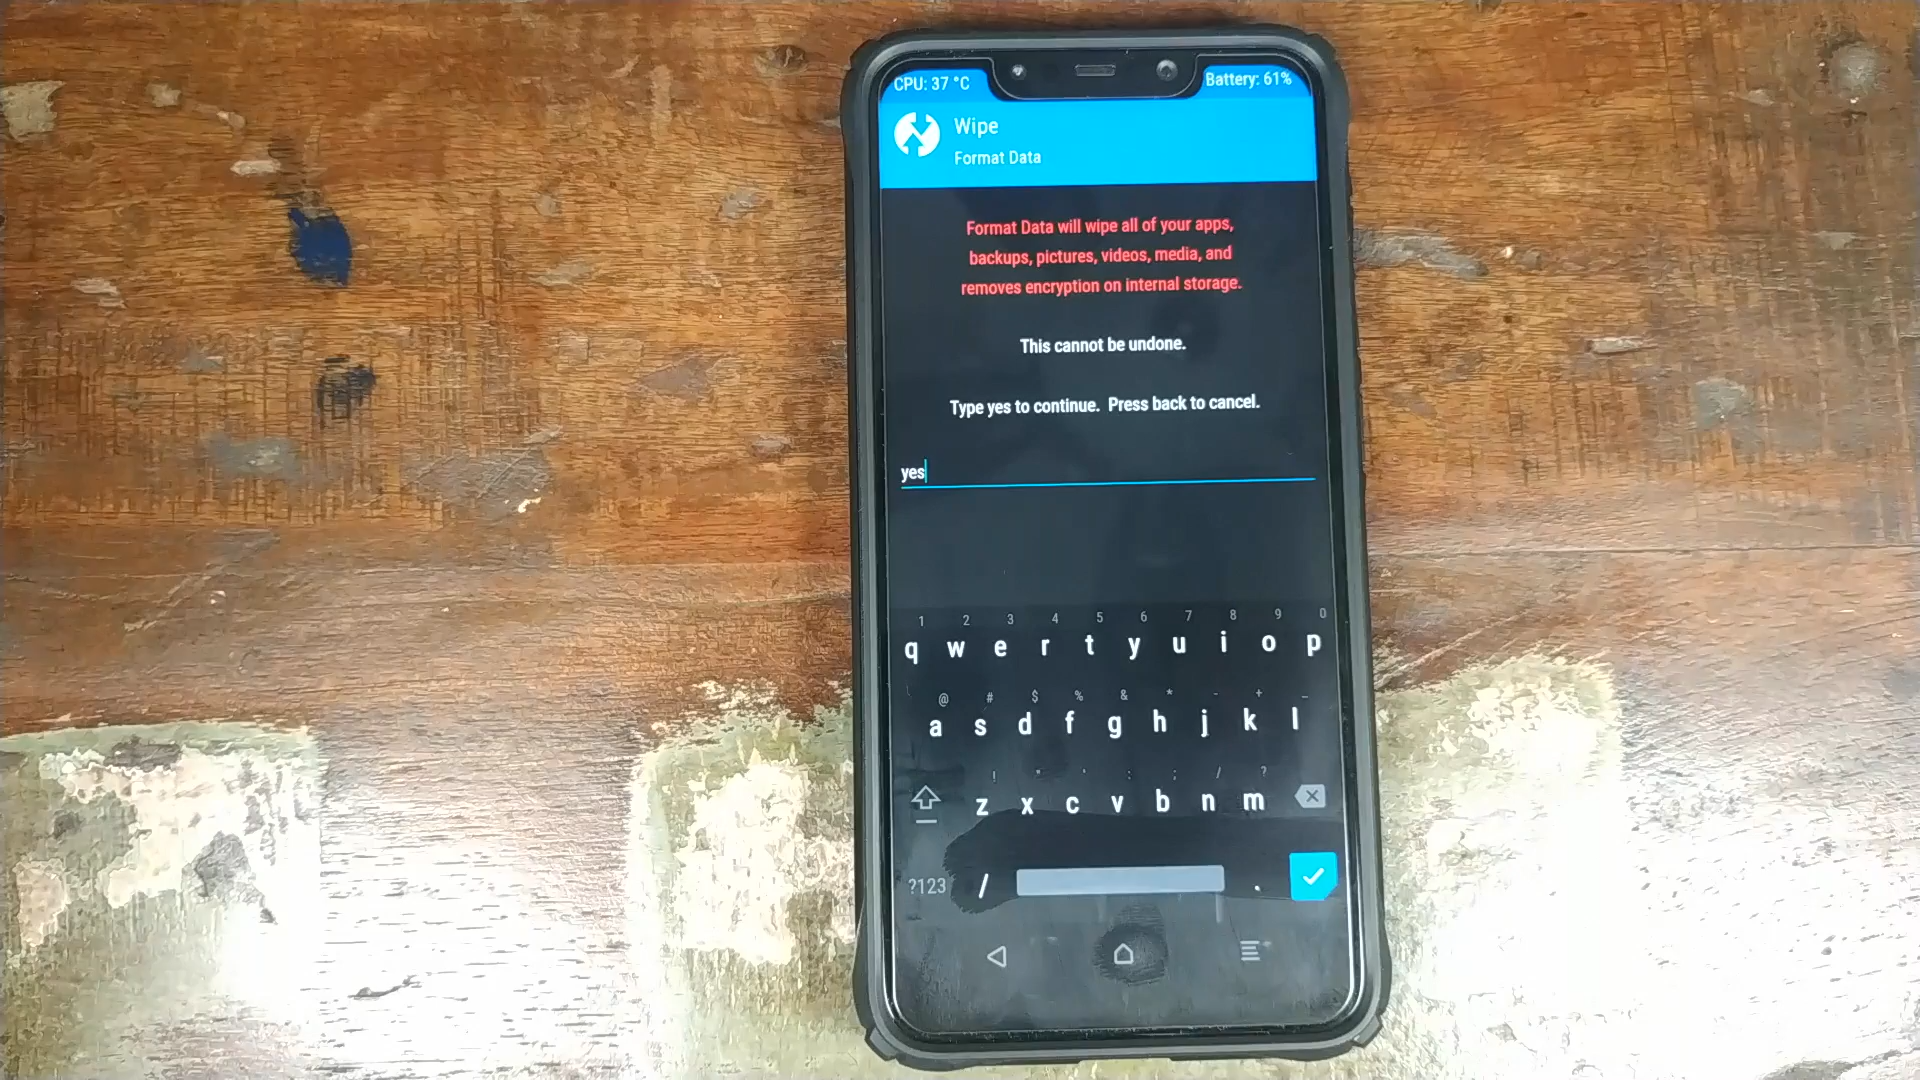 CPU: 37 °C
Battery: 61%
Wipe
Format Data
Format Data will wipe all of your apps,
backups, pictures, videos, media, and
removes encryption on internal storage.
This cannot be undone.
Type yes to continue. Press back to cancel.
yes
1 2 3 4 5 6 7 8 9 0
q w e r t y u i o p
@ # $ % & * - + _
a s d f g h j k l
! " ' : ; / ?
z x c v b n m
?123 / .